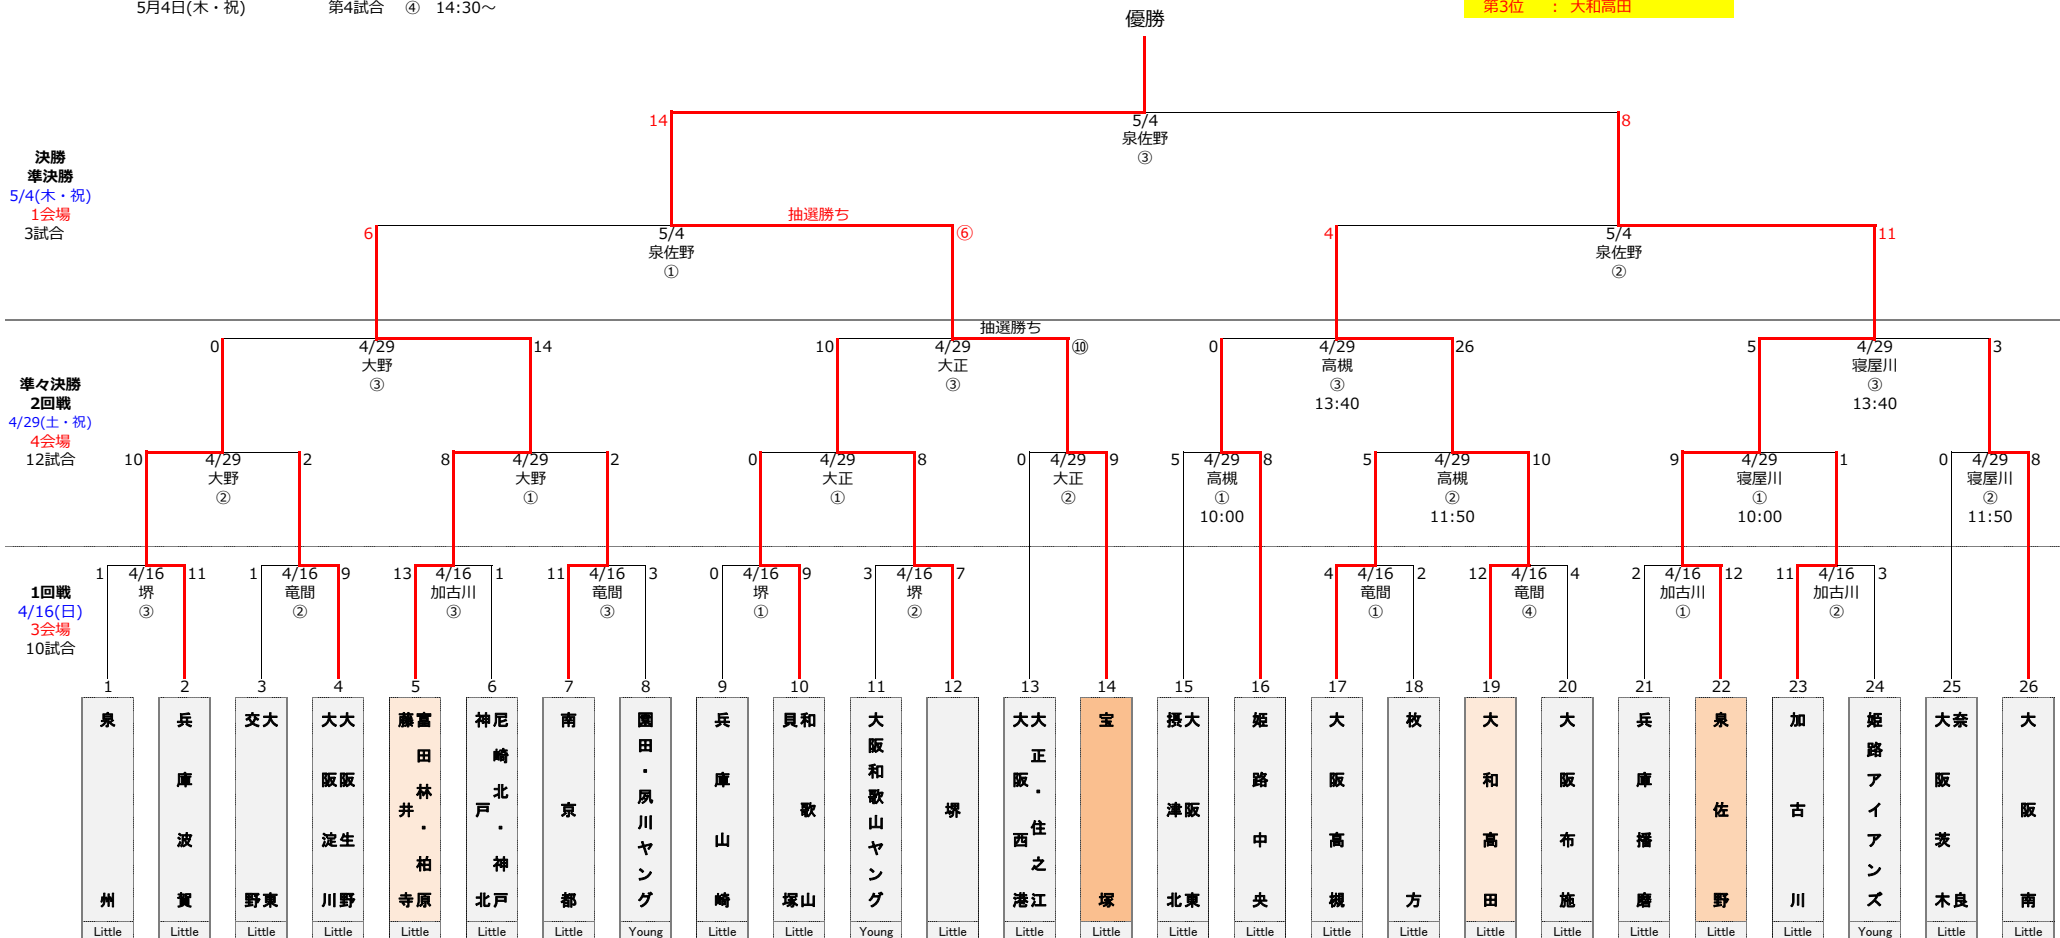 5月4日(木・祝) 第4試合 ④ 14:30～
第3位 : 大和高田
優勝
14 8
5/4
泉佐野
③
決勝
準決勝
5/4(木・祝)
1会場
3試合
抽選勝ち
6 ⑥ 4 11
5/4 5/4
泉佐野 泉佐野
① ②
抽選勝ち
0 14 10 ⑩ 0 26 5 3
4/29 4/29 4/29 4/29
大野 大正 高槻 寝屋川
③ ③ ③ ③
13:40 13:40
準々決勝
2回戦
4/29(土・祝)
4会場
12試合
10 2 8 2 0 8 0 9 5 8 5 10 9 1 0 8
4/29 4/29 4/29 4/29 4/29 4/29 4/29 4/29
大野 大野 大正 大正 高槻 高槻 寝屋川 寝屋川
② ① ① ② ① ② ① ②
10:00 11:50 10:00 11:50
1回戦
4/16(日)
3会場
10試合
1 11 1 9 13 1 11 3 0 9 3 7 4 2 12 4 2 12 11 3
4/16 4/16 4/16 4/16 4/16 4/16 4/16 4/16 4/16 4/16
堺 竜間 加古川 竜間 堺 堺 竜間 竜間 加古川 加古川
③ ② ③ ③ ① ② ① ④ ① ②
1 2 3 4 5 6 7 8 9 10 11 12 13 14 15 16 17 18 19 20 21 22 23 24 25 26
泉州
兵庫波賀
大東
交野
大阪生野
大阪淀川
富田林・柏原
藤井寺
尼崎北・神戸
神戸北
南京都
園田・夙川ヤング
兵庫山崎
和歌山
貝塚
大阪和歌山ヤング
堺
大正・住之江
大阪西港
宝塚
大阪東
摂津北
姫路中央
大阪高槻
枚方
大和高田
大阪布施
兵庫播磨
泉佐野
加古川
姫路アイアンズ
奈良
大阪茨木
大阪南
Little Little Little Little Little Little Little Young Little Little Young Little Little Little Little Little Little Little Little Little Little Little Little Young Little Little